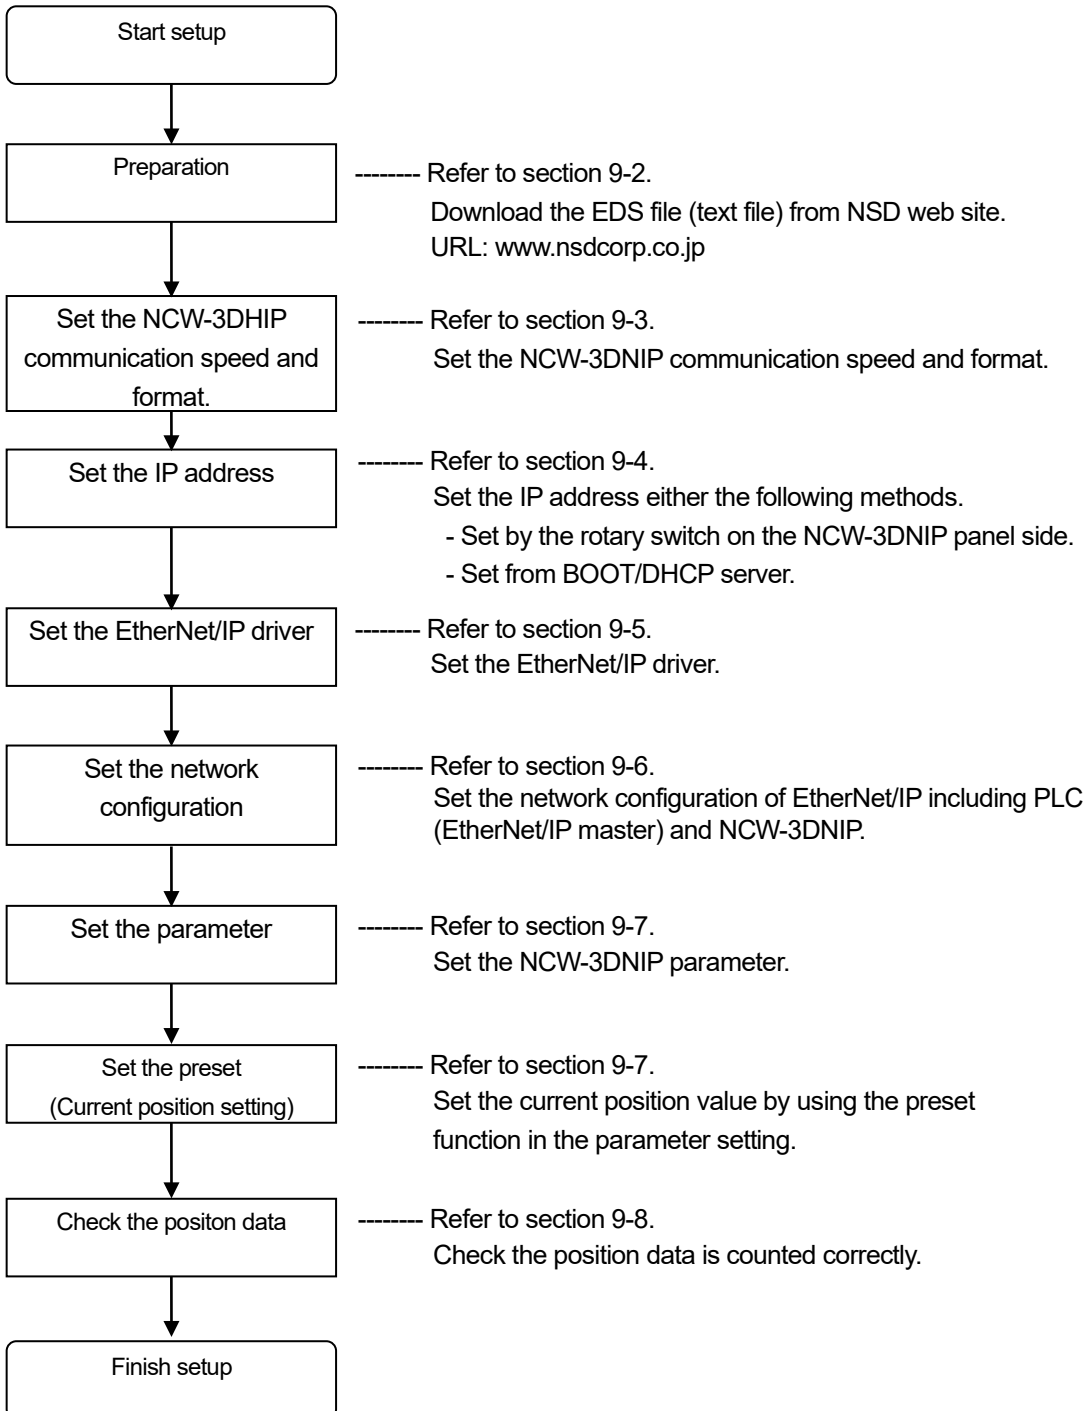 Start setup
Preparation
-------- Refer to section 9-2.
Download the EDS file (text file) from NSD web site.
URL: www.nsdcorp.co.jp
Set the NCW-3DHIP
communication speed and
format.
-------- Refer to section 9-3.
Set the NCW-3DNIP communication speed and format.
Set the IP address
-------- Refer to section 9-4.
Set the IP address either the following methods.
- Set by the rotary switch on the NCW-3DNIP panel side.
- Set from BOOT/DHCP server.
Set the EtherNet/IP driver
-------- Refer to section 9-5.
Set the EtherNet/IP driver.
Set the network
configuration
-------- Refer to section 9-6.
Set the network configuration of EtherNet/IP including PLC
(EtherNet/IP master) and NCW-3DNIP.
Set the parameter
-------- Refer to section 9-7.
Set the NCW-3DNIP parameter.
Set the preset
(Current position setting)
-------- Refer to section 9-7.
Set the current position value by using the preset
function in the parameter setting.
Check the positon data
-------- Refer to section 9-8.
Check the position data is counted correctly.
Finish setup